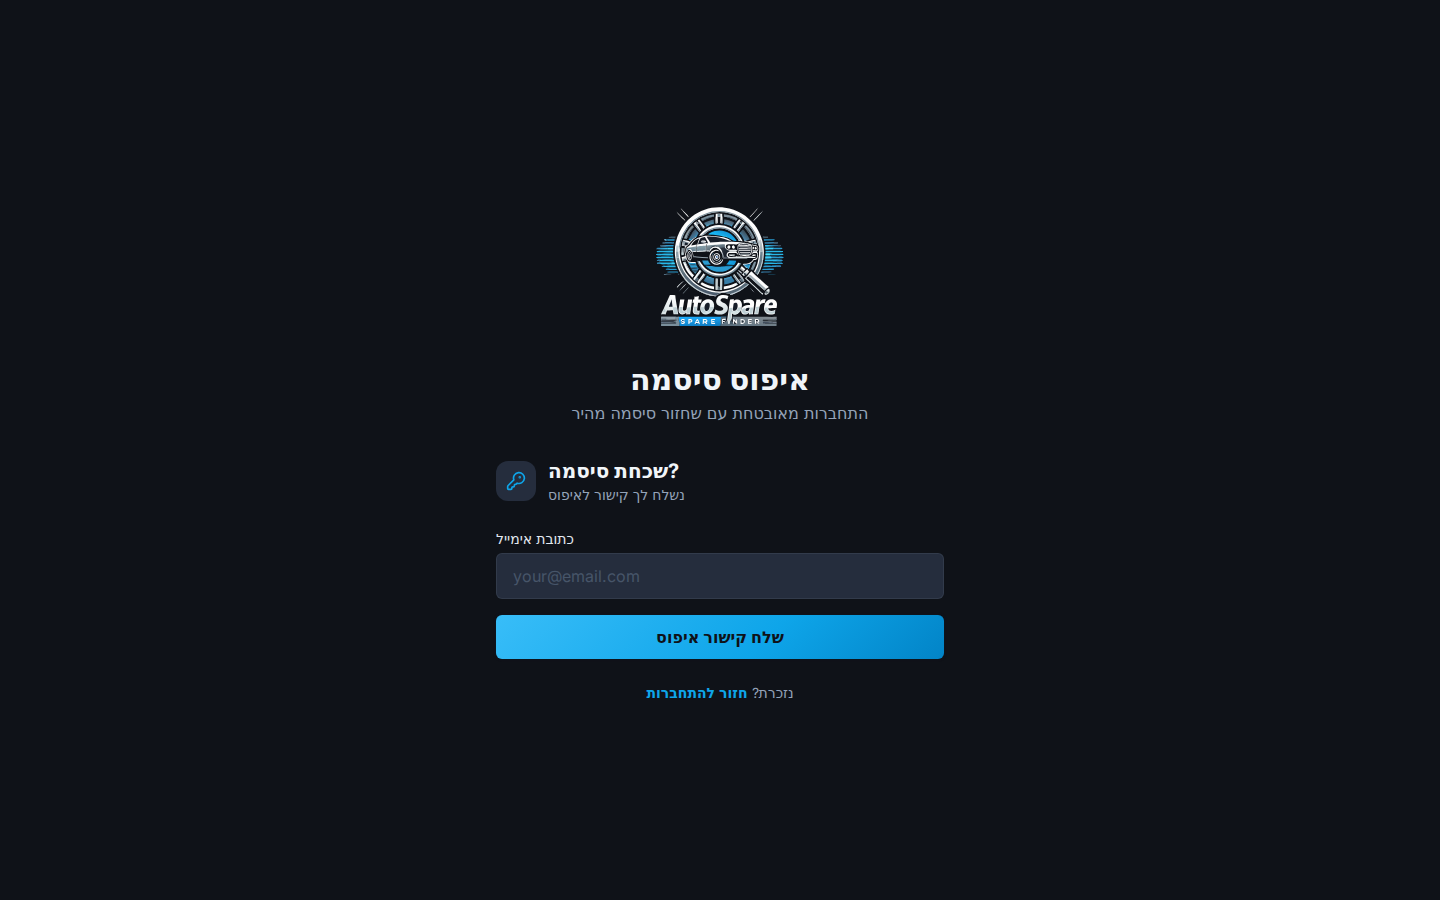 AutoSpare
SPARE FINDER
איפוס סיסמה
התחברות מאובטחת עם שחזור סיסמה מהיר
שכחת סיסמה?
נשלח לך קישור לאיפוס
כתובת אימייל
your@email.com
שלח קישור איפוס
נזכרת? חזור להתחברות